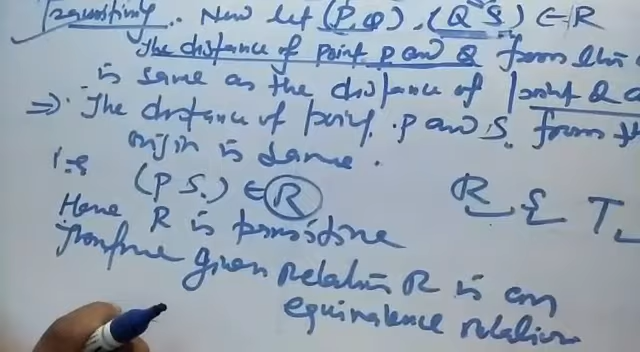 Transitivity. Now let (P,Q), (Q S) ∈ R
The distance of point p and Q from the
is same as the distance of point Q a
⇒ The distance of point P and S. from th
origin is same.
i.e (P S.) ∈ R
R S T
Hence R is transitive
Therefore given relation R is an
equivalence relation